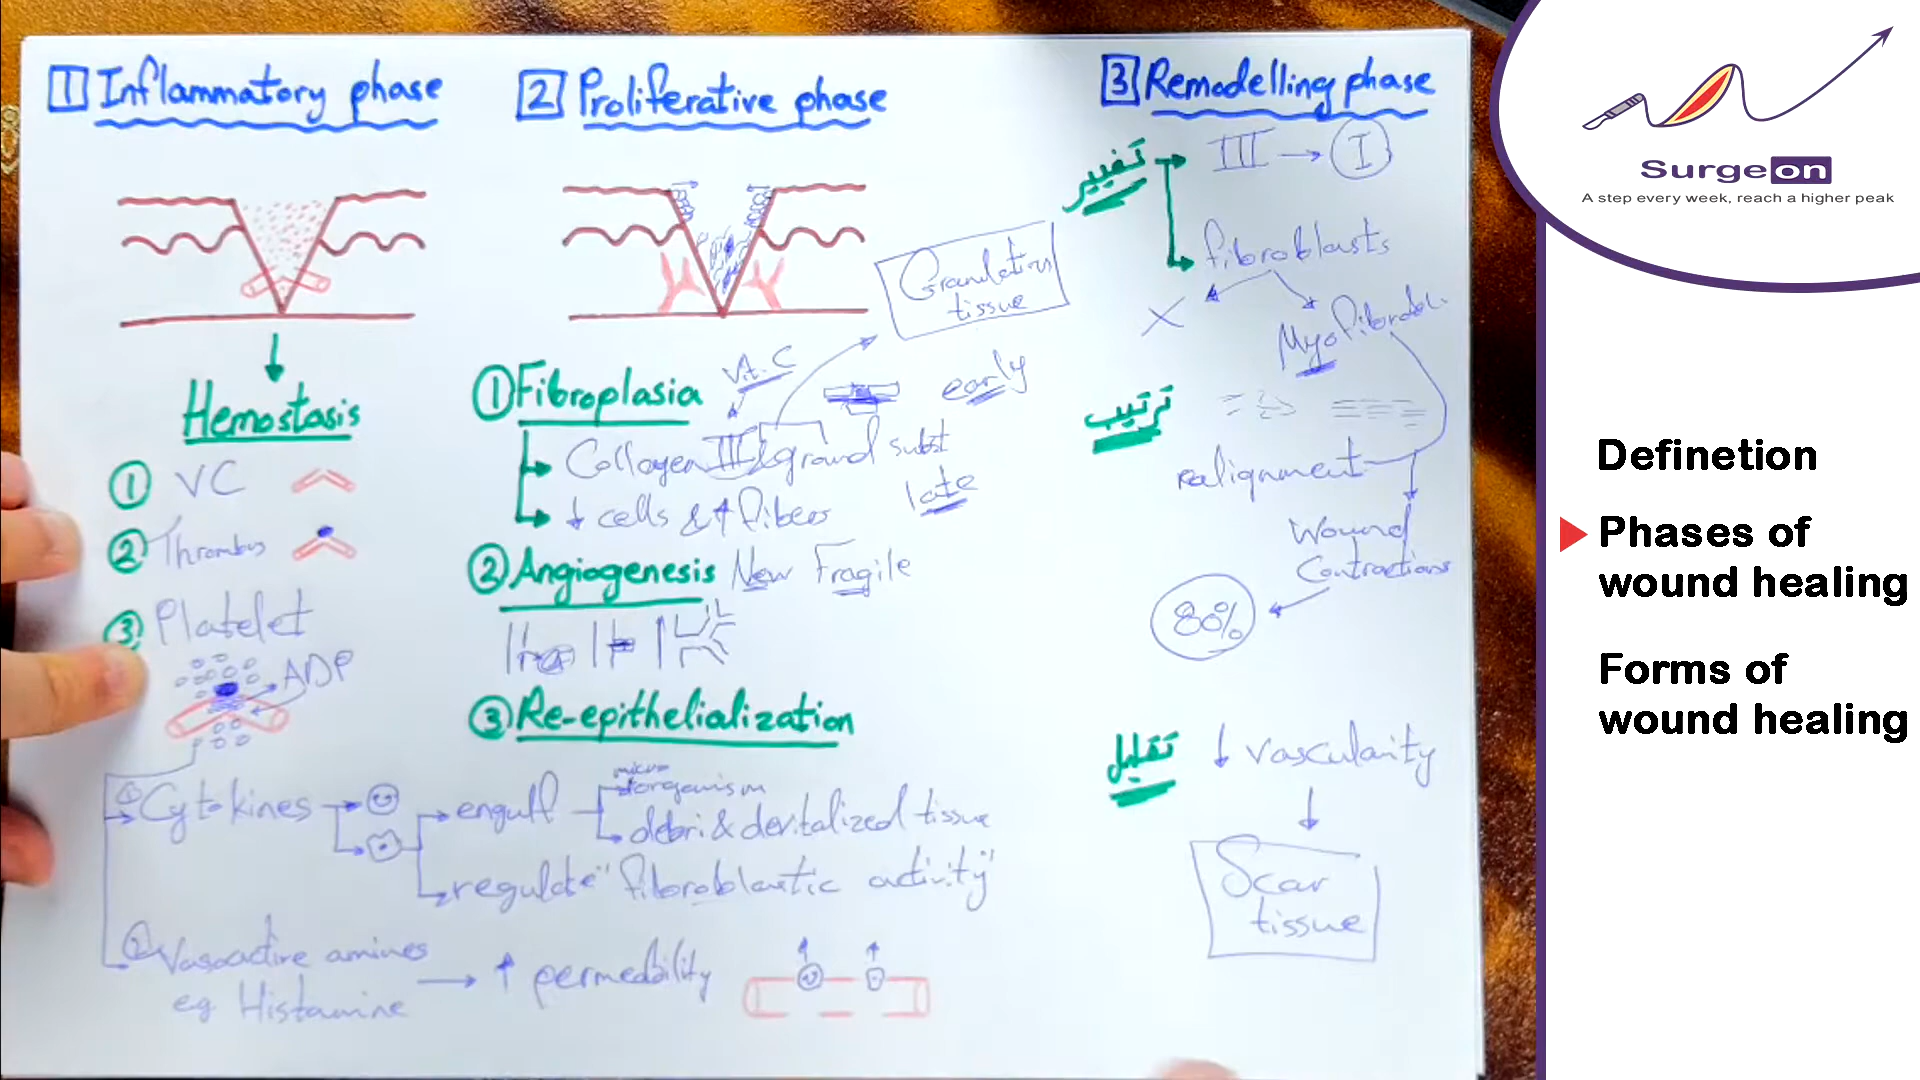 1 Inflammatory phase
Hemostasis
1 VC
2 Thrombus
3 Platelet
ADP
1 Cytokines
engulf
micro
organism
debri & devitalized tissue
regulate "fibroblastic activity"
2 Vasoactive amines
eg Histamine
↑ permeability
2 Proliferative phase
Granulation
tissue
1 Fibroplasia
Vit. C
early
Collagen III & ground subst
↓ cells & ↑ fibers
late
2 Angiogenesis New Fragile
3 Re-epithelialization
3 Remodelling phase
تغيير
III → I
fibroblasts
X
ترتيب
realignment
Wound
Contractions
80%
تقليل
↓ vascularity
Scar
tissue
Surgeon
A step every week, reach a higher peak
Definetion
Phases of
wound healing
Forms of
wound healing